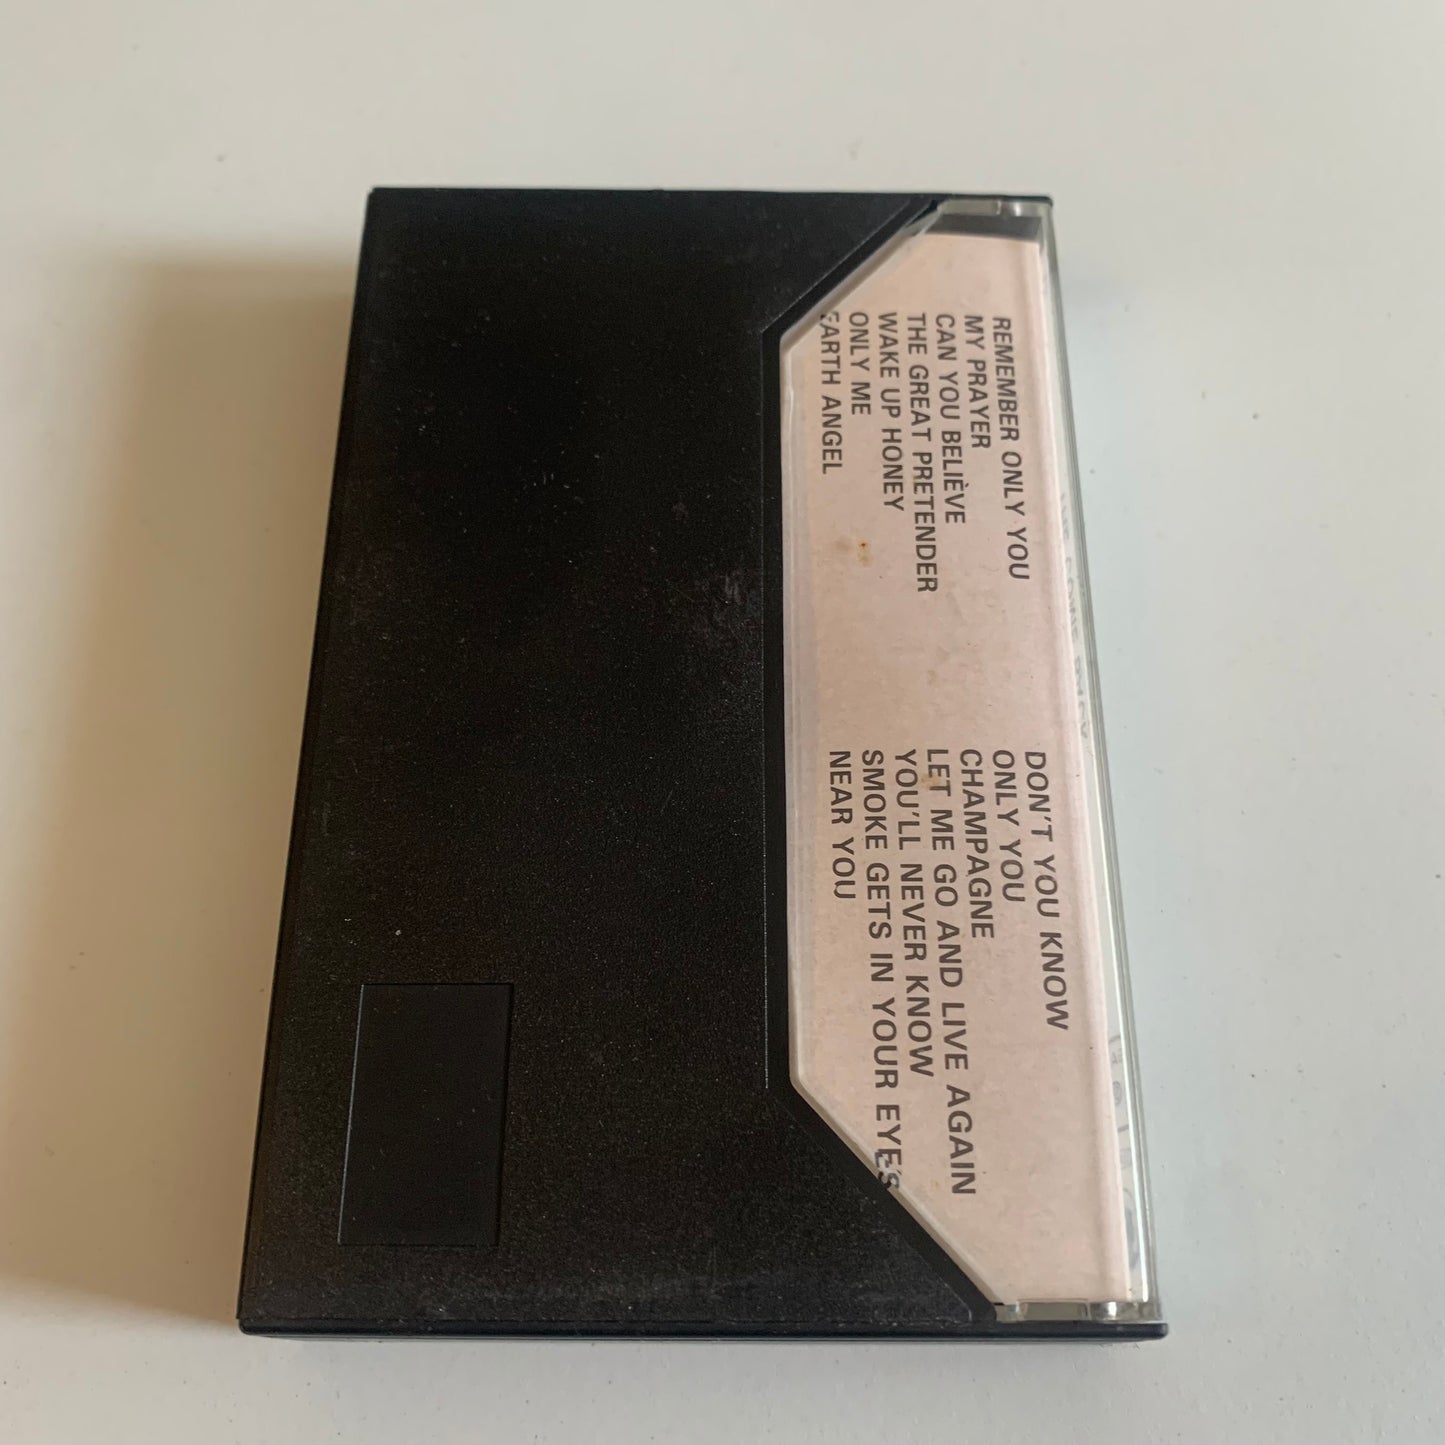 REMEMBER ONLY YOU
MY PRAYER
CAN YOU BELIÈVE
THE GREAT PRETENDER
WAKE UP HONEY
ONLY ME
EARTH ANGEL
DON'T YOU KNOW
ONLY YOU
CHAMPAGNE
LET ME GO AND LIVE AGAIN
YOU'LL NEVER KNOW
SMOKE GETS IN YOUR EYES
NEAR YOU